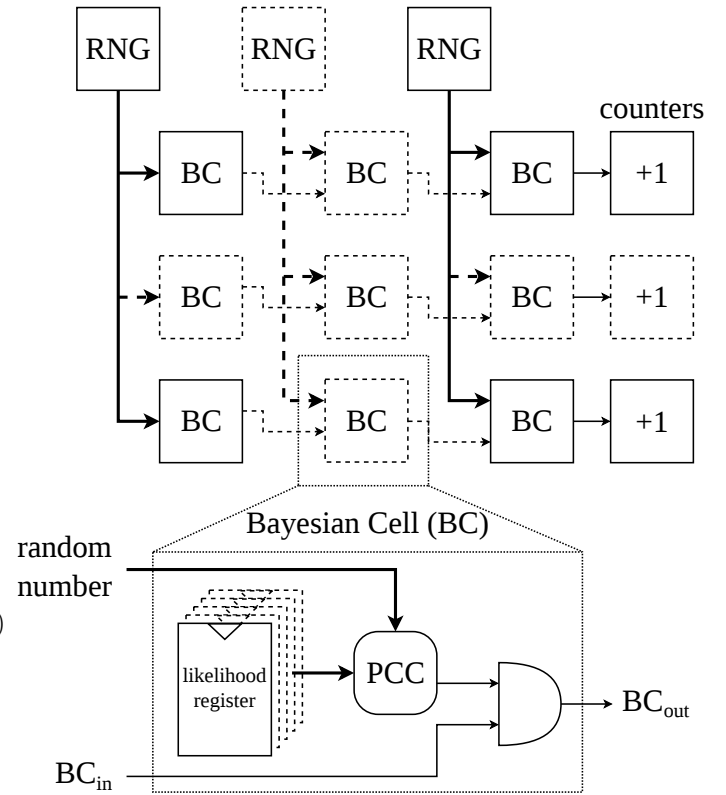 RNG RNG RNG
counters
BC BC BC +1
BC BC BC +1
BC BC BC +1
Bayesian Cell (BC)
random
number
)
likelihood
register
PCC
BCout
BCin